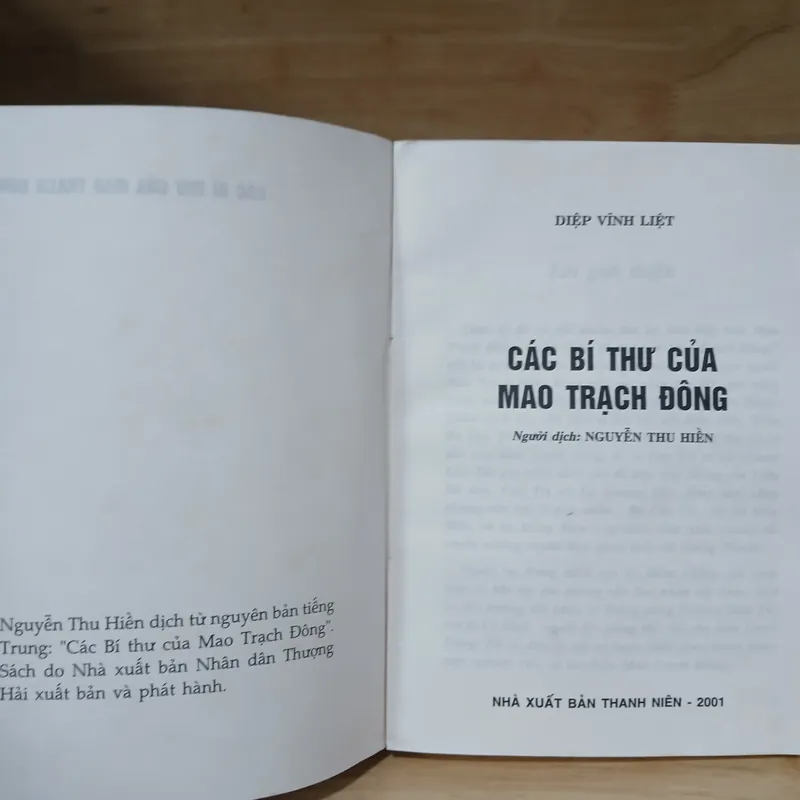 Nguyễn Thu Hiền dịch từ nguyên bản tiếng
Trung: "Các Bí thư của Mao Trạch Đông".
Sách do Nhà xuất bản Nhân dân Thượng
Hải xuất bản và phát hành.
DIỆP VĨNH LIỆT
CÁC BÍ THƯ CỦA
MAO TRẠCH ĐÔNG
Người dịch: NGUYỄN THU HIỀN
NHÀ XUẤT BẢN THANH NIÊN - 2001